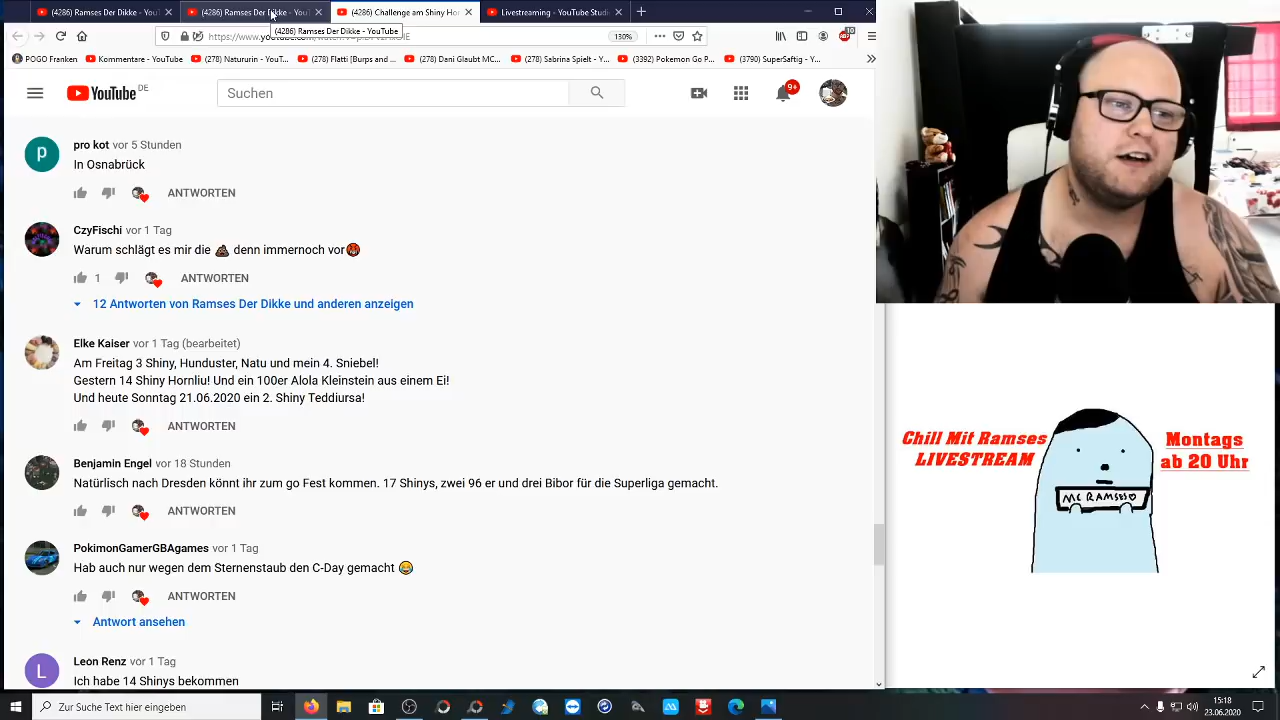 (4286) Ramses Der Dikke - YouT
(4286) Ramses Der Dikke - You
(4286) Challenge am Shiny Hor
Livestreaming - YouTube Studi
(4286) Ramses Der Dikke - YouTube
130%
POGO Franken
Kommentare - YouTube
(278) Natururin - YouT...
(278) Flatti [Burps and ...
(278) Dani Glaubt MC...
(278) Sabrina Spielt - Y...
(3392) Pokemon Go P...
(3790) SuperSaftig - Y...
YouTube DE
Suchen
9+
pro kot vor 5 Stunden
In Osnabrück
ANTWORTEN
CzyFischi vor 1 Tag
Warum schlägt es mir die 💩 denn immernoch vor
1 ANTWORTEN
12 Antworten von Ramses Der Dikke und anderen anzeigen
Elke Kaiser vor 1 Tag (bearbeitet)
Am Freitag 3 Shiny, Hunduster, Natu und mein 4. Sniebel!
Gestern 14 Shiny Hornliu! Und ein 100er Alola Kleinstein aus einem Ei!
Und heute Sonntag 21.06.2020 ein 2. Shiny Teddiursa!
ANTWORTEN
Benjamin Engel vor 18 Stunden
Natürlisch nach Dresden könnt ihr zum go Fest kommen. 17 Shinys, zwei 96 er und drei Bibor für die Superliga gemacht.
ANTWORTEN
PokimonGamerGBAgames vor 1 Tag
Hab auch nur wegen dem Sternenstaub den C-Day gemacht 😂
ANTWORTEN
Antwort ansehen
L
Leon Renz vor 1 Tag
Ich habe 14 Shinys bekommen
Chill Mit Ramses
LIVESTREAM
MC RAMSES♡
Montags
ab 20 Uhr
Zur Suche Text hier eingeben
15:18
23.06.2020